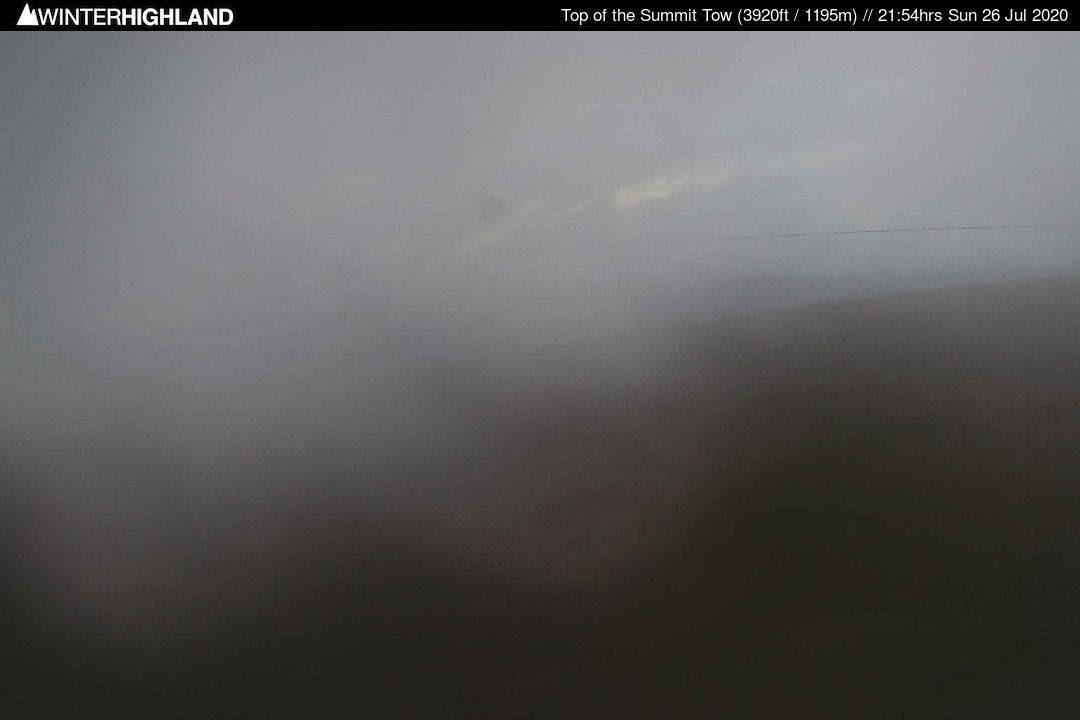 WINTERHIGHLAND
Top of the Summit Tow (3920ft / 1195m) // 21:54hrs Sun 26 Jul 2020